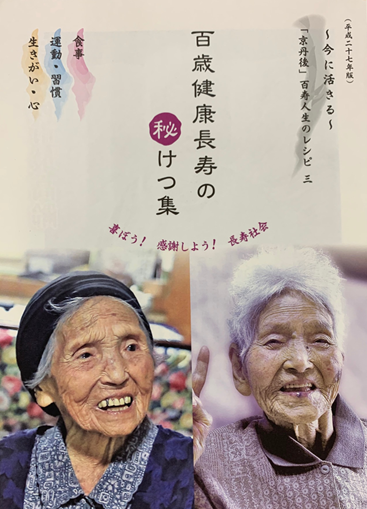 （平成二十七年版）
～今に活きる～
「京丹後」百寿人生のレシピ 三
百歳健康長寿の
㊙けつ集
食事
運動・習慣
生きがい・心
喜ぼう！ 感謝しよう！ 長寿社会